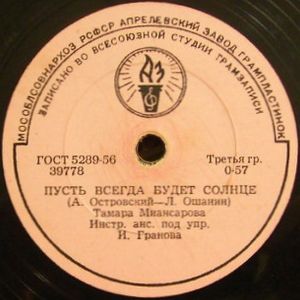 МОСОБЛСОВНАРХОЗ РСФСР АПРЕЛЕВСКИЙ ЗАВОД ГРАМПЛАСТИНОК
ЗАПИСАНО ВО ВСЕСОЮЗНОЙ СТУДИИ ГРАМЗАПИСИ
АЗ
ГОСТ 5289-56 Третья гр.
39778 0-57
ПУСТЬ ВСЕГДА БУДЕТ СОЛНЦЕ
(А. Островский—Л. Ошанин)
Тамара Миансарова
Инстр. анс. под упр.
И. Гранова